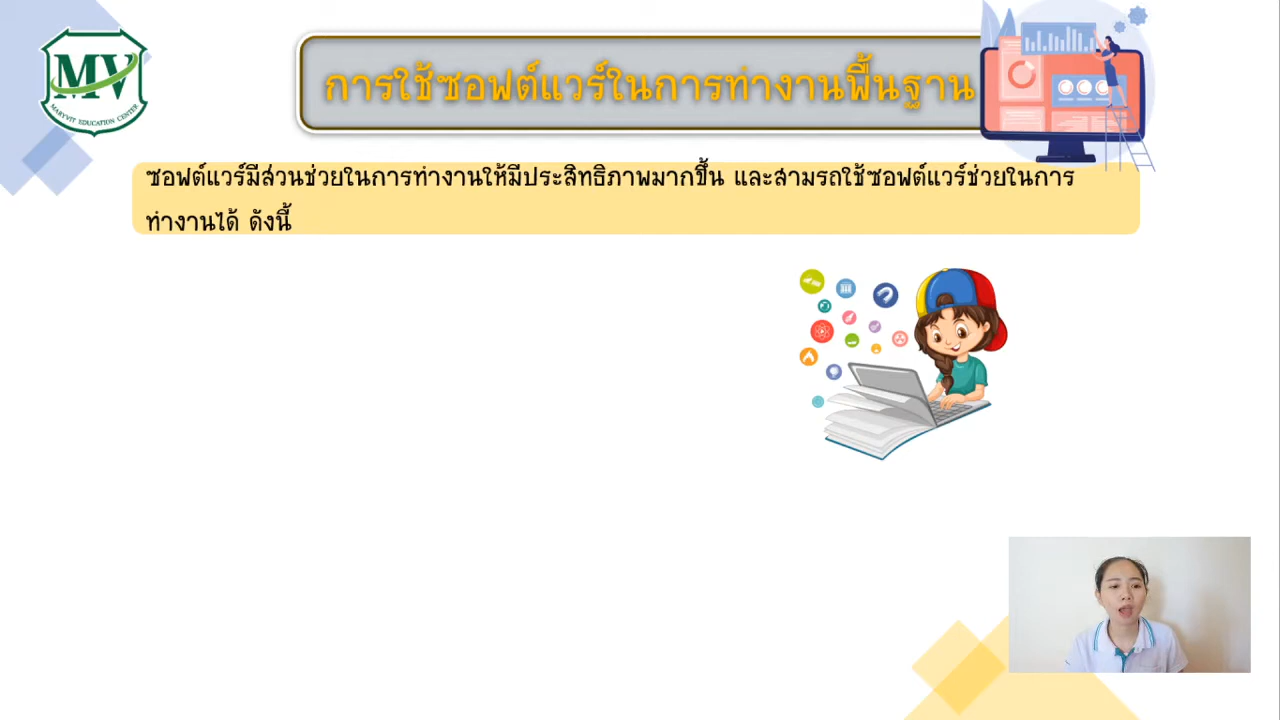 MV
MARYVIT EDUCATION CENTER
การใช้ซอฟต์แวร์ในการทำงานพื้นฐาน
ซอฟต์แวร์มีส่วนช่วยในการทำงานให้มีประสิทธิภาพมากขึ้น และสามรถใช้ซอฟต์แวร์ช่วยในการ
ทำงานได้ ดังนี้